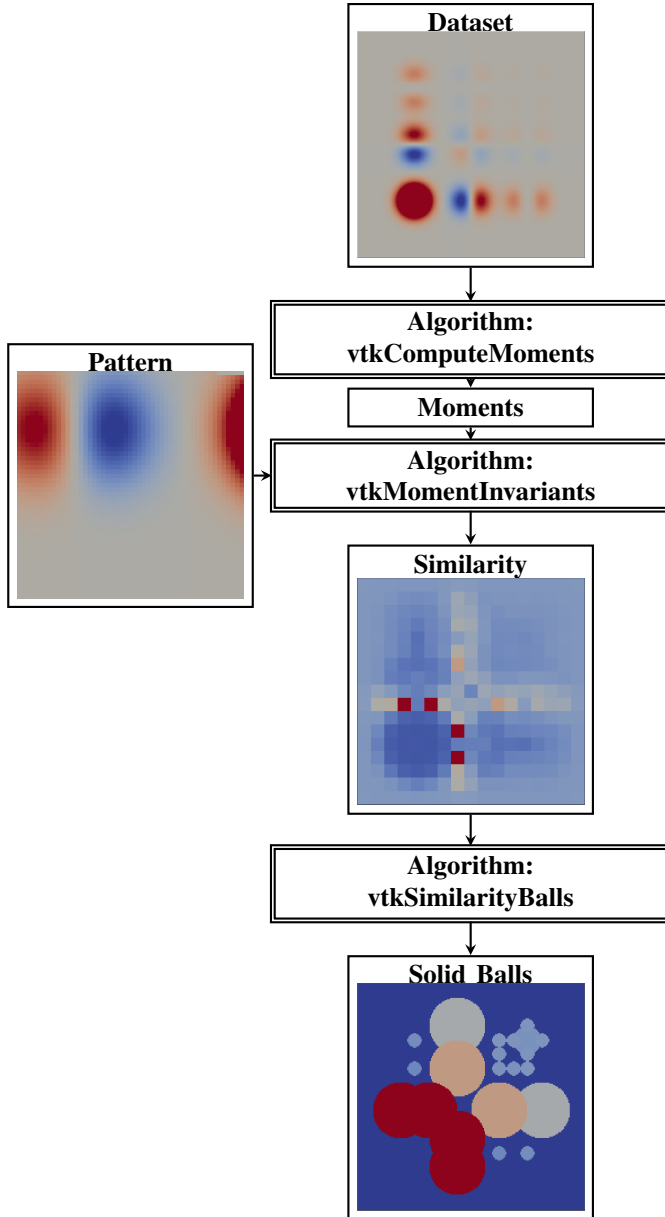 Dataset
Algorithm:
vtkComputeMoments
Pattern
Moments
Algorithm:
vtkMomentInvariants
Similarity
Algorithm:
vtkSimilarityBalls
Solid Balls